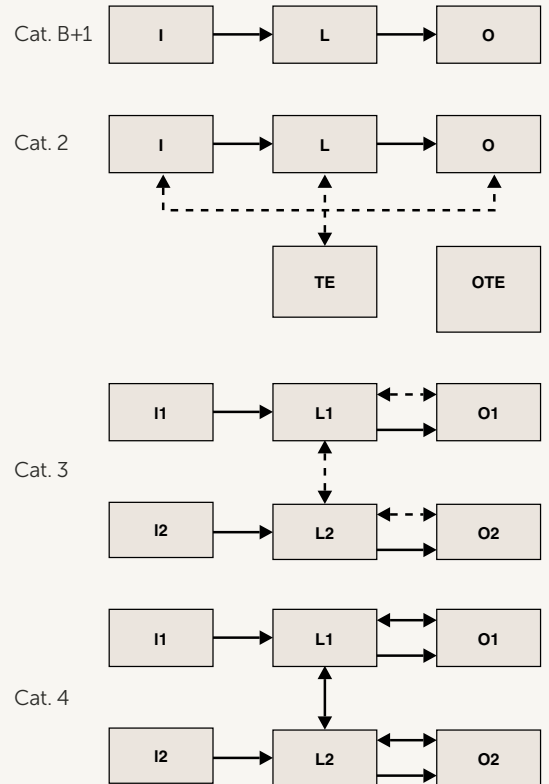 Cat. B+1 I L O
Cat. 2 I L O
TE OTE
I1 L1 O1
Cat. 3
I2 L2 O2
I1 L1 O1
Cat. 4
I2 L2 O2